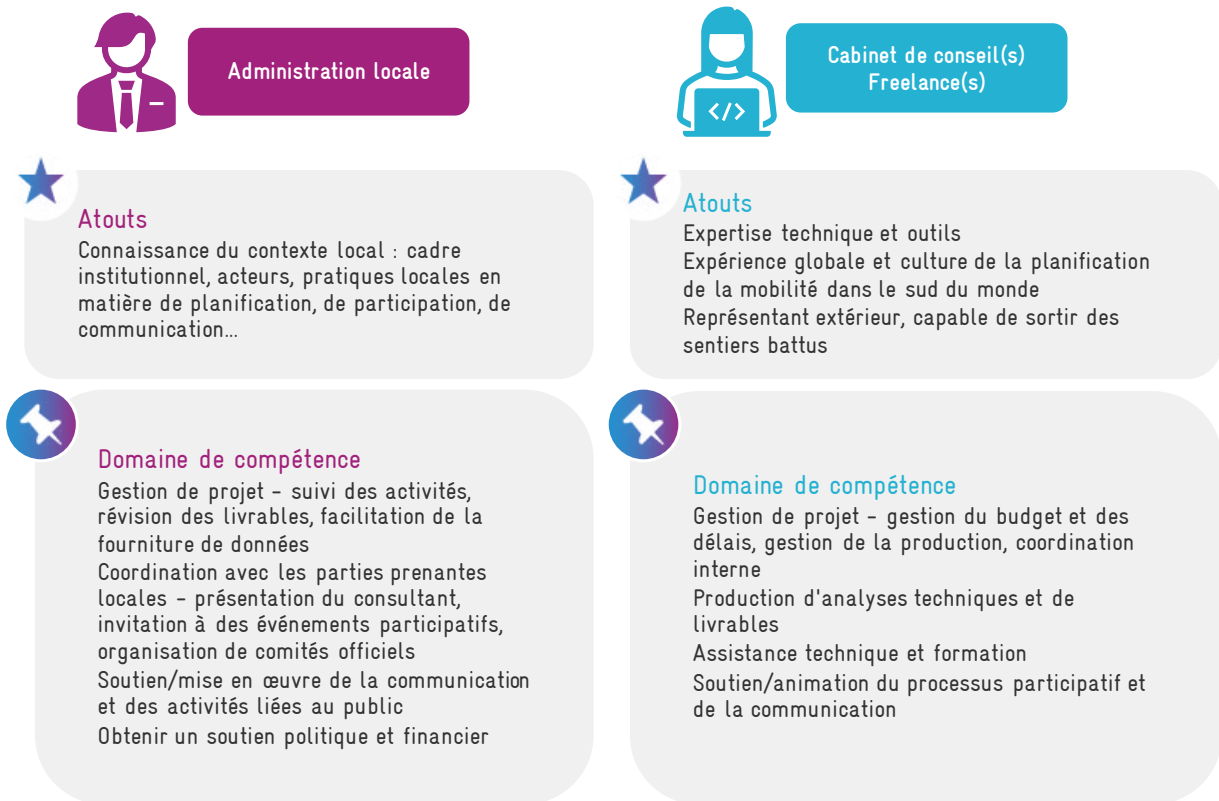 Administration locale
Atouts
Connaissance du contexte local : cadre
institutionnel, acteurs, pratiques locales en
matière de planification, de participation, de
communication…
Domaine de compétence
Gestion de projet - suivi des activités,
révision des livrables, facilitation de la
fourniture de données
Coordination avec les parties prenantes
locales - présentation du consultant,
invitation à des événements participatifs,
organisation de comités officiels
Soutien/mise en œuvre de la communication
et des activités liées au public
Obtenir un soutien politique et financier
Cabinet de conseil(s)
Freelance(s)
</>
Atouts
Expertise technique et outils
Expérience globale et culture de la planification
de la mobilité dans le sud du monde
Représentant extérieur, capable de sortir des
sentiers battus
Domaine de compétence
Gestion de projet - gestion du budget et des
délais, gestion de la production, coordination
interne
Production d'analyses techniques et de
livrables
Assistance technique et formation
Soutien/animation du processus participatif et
de la communication